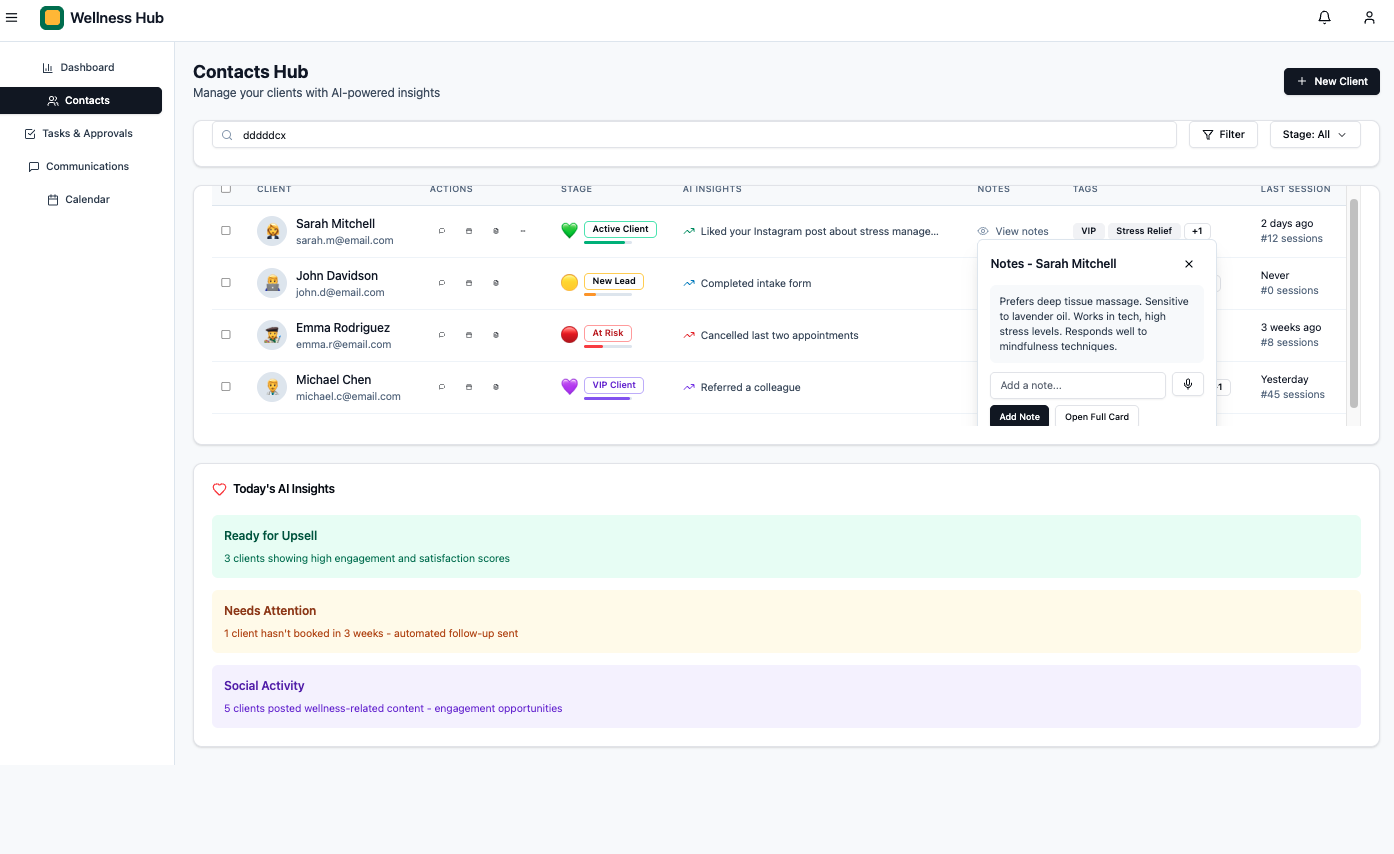 Wellness Hub
Dashboard
Contacts
Tasks & Approvals
Communications
Calendar
Contacts Hub
Manage your clients with AI-powered insights
New Client
dddddcx
Filter
Stage: All
CLIENT ACTIONS STAGE AI INSIGHTS NOTES TAGS LAST SESSION
Sarah Mitchell
sarah.m@email.com
Active Client
Liked your Instagram post about stress manage...
View notes
VIP Stress Relief +1
2 days ago
#12 sessions
John Davidson
john.d@email.com
New Lead
Completed intake form
Never
#0 sessions
Emma Rodriguez
emma.r@email.com
At Risk
Cancelled last two appointments
3 weeks ago
#8 sessions
Michael Chen
michael.c@email.com
VIP Client
Referred a colleague
Yesterday
#45 sessions
Notes - Sarah Mitchell
Prefers deep tissue massage. Sensitive
to lavender oil. Works in tech, high
stress levels. Responds well to
mindfulness techniques.
Add a note...
Add Note
Open Full Card
Today's AI Insights
Ready for Upsell
3 clients showing high engagement and satisfaction scores
Needs Attention
1 client hasn't booked in 3 weeks - automated follow-up sent
Social Activity
5 clients posted wellness-related content - engagement opportunities